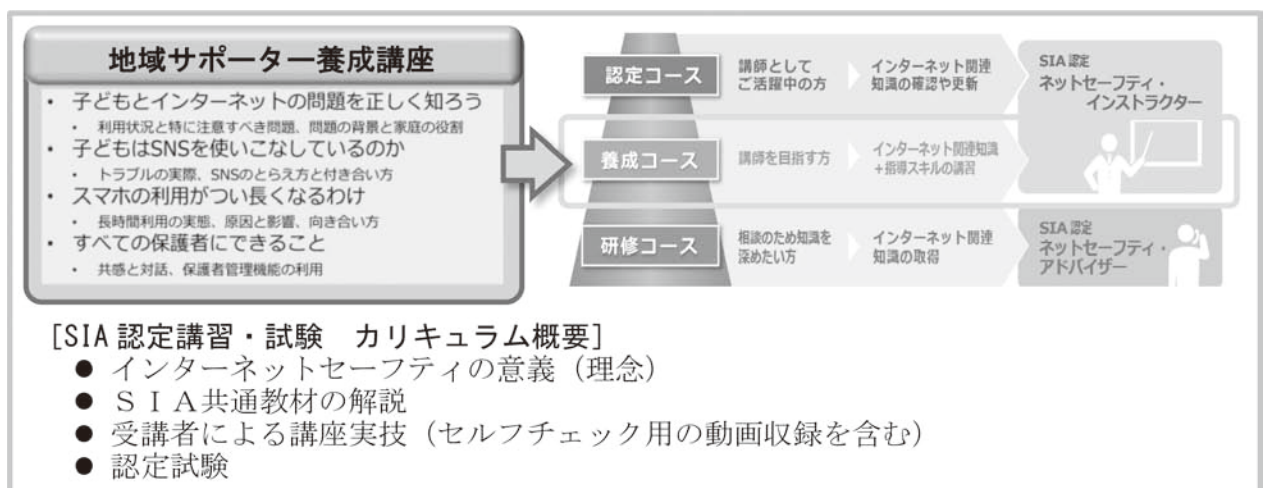 地域サポーター養成講座
・ 子どもとインターネットの問題を正しく知ろう
・ 利用状況と特に注意すべき問題、問題の背景と家庭の役割
・ 子どもはSNSを使いこなしているのか
・ トラブルの実際、SNSのとらえ方と付き合い方
・ スマホの利用がつい長くなるわけ
・ 長時間利用の実態、原因と影響、向き合い方
・ すべての保護者にできること
・ 共感と対話、保護者管理機能の利用
認定コース
講師として
ご活躍中の方
インターネット関連
知識の確認や更新
SIA認定
ネットセーフティ・
インストラクター
養成コース
講師を目指す方
インターネット関連知識
+指導スキルの講習
研修コース
相談のため知識を
深めたい方
インターネット関連
知識の取得
SIA認定
ネットセーフティ・
アドバイザー
[SIA認定講習・試験　カリキュラム概要]
● インターネットセーフティの意義（理念）
● ＳＩＡ共通教材の解説
● 受講者による講座実技（セルフチェック用の動画収録を含む）
● 認定試験